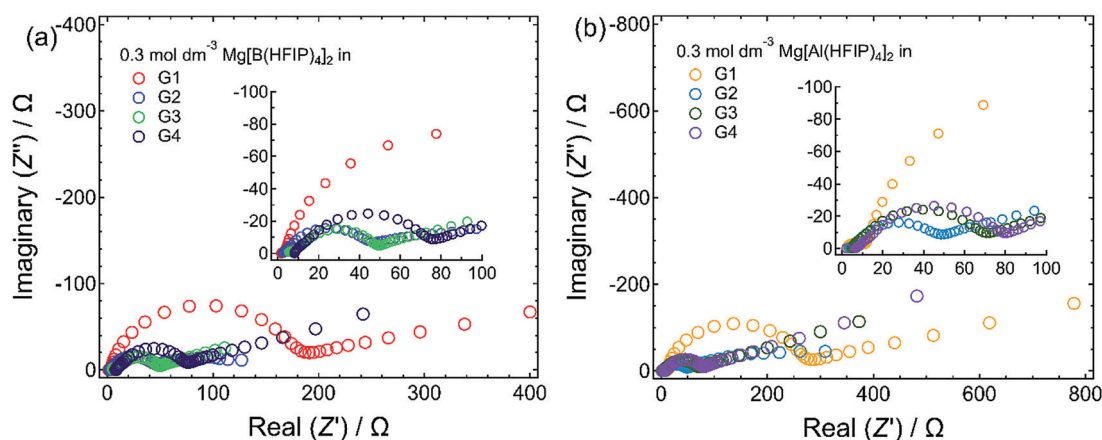 (a)
0.3 mol dm⁻³ Mg[B(HFIP)₄]₂ in
G1
G2
G3
G4
-400
-300
-200
-100
0
Imaginary (Z") / Ω
0 100 200 300 400
Real (Z') / Ω
-100
-80
-60
-40
-20
0
20 40 60 80 100
(b)
0.3 mol dm⁻³ Mg[Al(HFIP)₄]₂ in
G1
G2
G3
G4
-800
-600
-400
-200
0
Imaginary (Z") / Ω
0 200 400 600 800
Real (Z') / Ω
-100
-80
-60
-40
-20
0
0 20 40 60 80 100